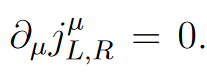 ∂_μ j^μ_{L,R} = 0.